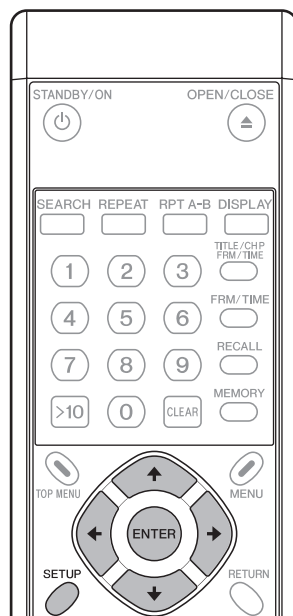 STANDBY/ON OPEN/CLOSE
SEARCH REPEAT RPT A-B DISPLAY
TITLE/CHP
FRM/TIME
1 2 3
FRM/TIME
4 5 6
RECALL
7 8 9
MEMORY
>10 0 CLEAR
TOP MENU MENU
ENTER
SETUP RETURN